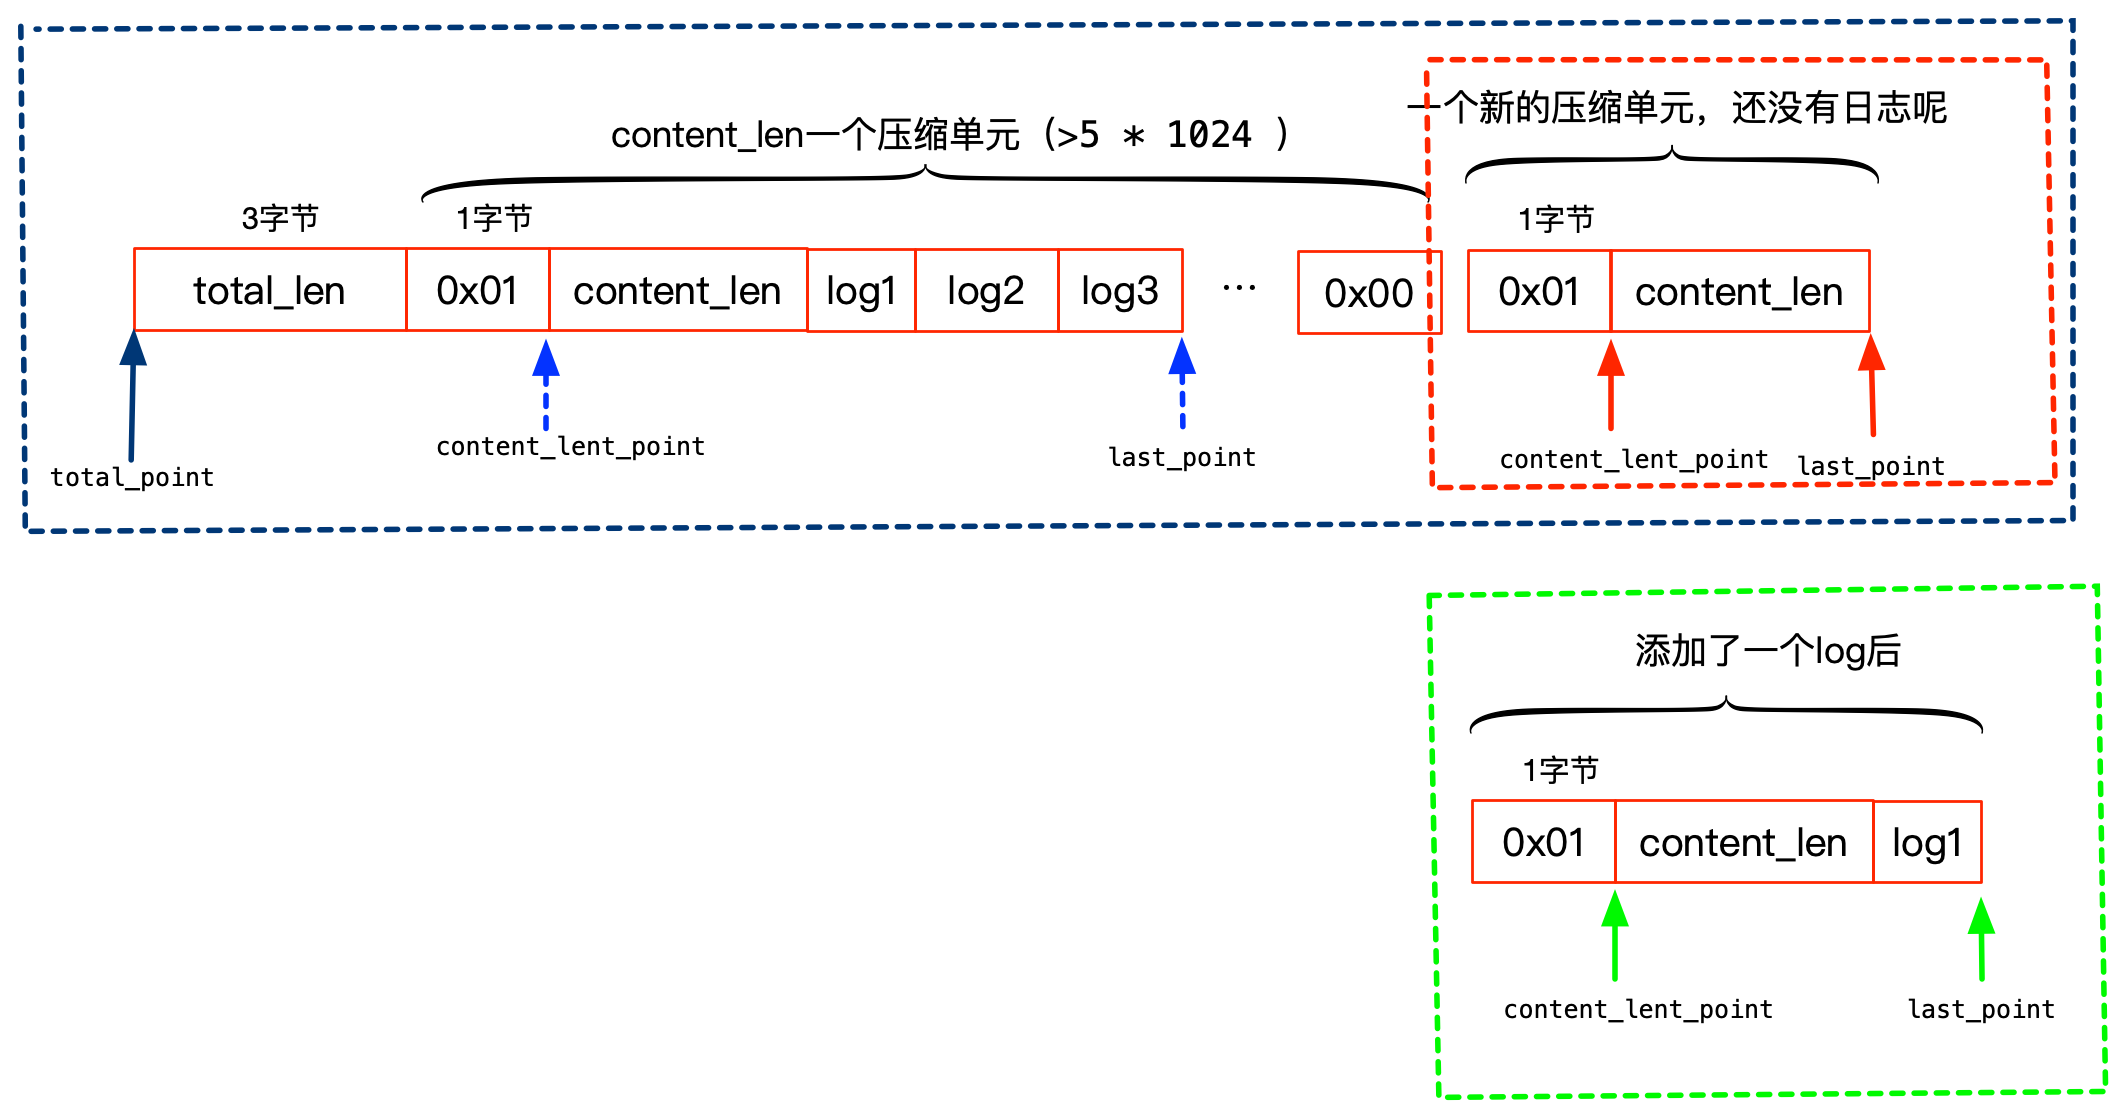 一个新的压缩单元，还没有日志呢
content_len一个压缩单元（>5 * 1024 ）
3字节 1字节 1字节
total_len 0x01 content_len log1 log2 log3 ... 0x00 0x01 content_len
content_lent_point last_point content_lent_point last_point
total_point
添加了一个log后
1字节
0x01 content_len log1
content_lent_point last_point